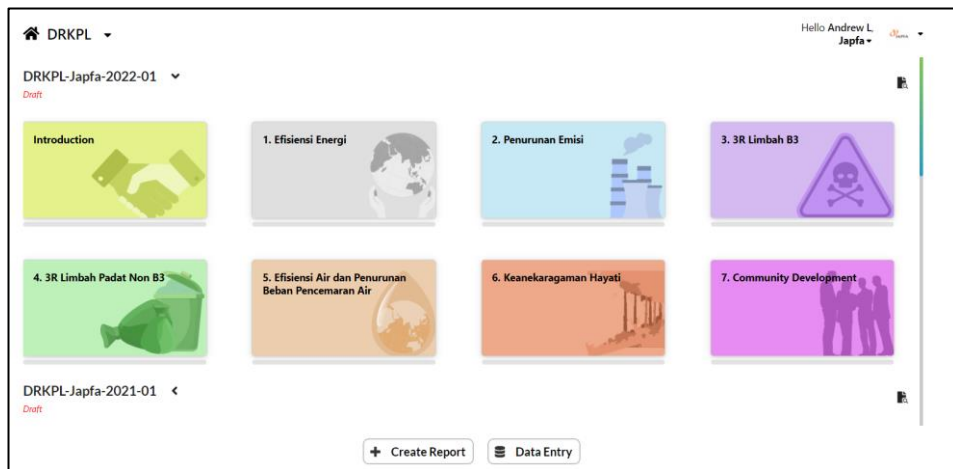 DRKPL
Hello Andrew L
Japfa
DRKPL-Japfa-2022-01
Draft
Introduction
1. Efisiensi Energi
2. Penurunan Emisi
3. 3R Limbah B3
4. 3R Limbah Padat Non B3
5. Efisiensi Air dan Penurunan
Beban Pencemaran Air
6. Keanekaragaman Hayati
7. Community Development
DRKPL-Japfa-2021-01
Draft
+ Create Report
Data Entry